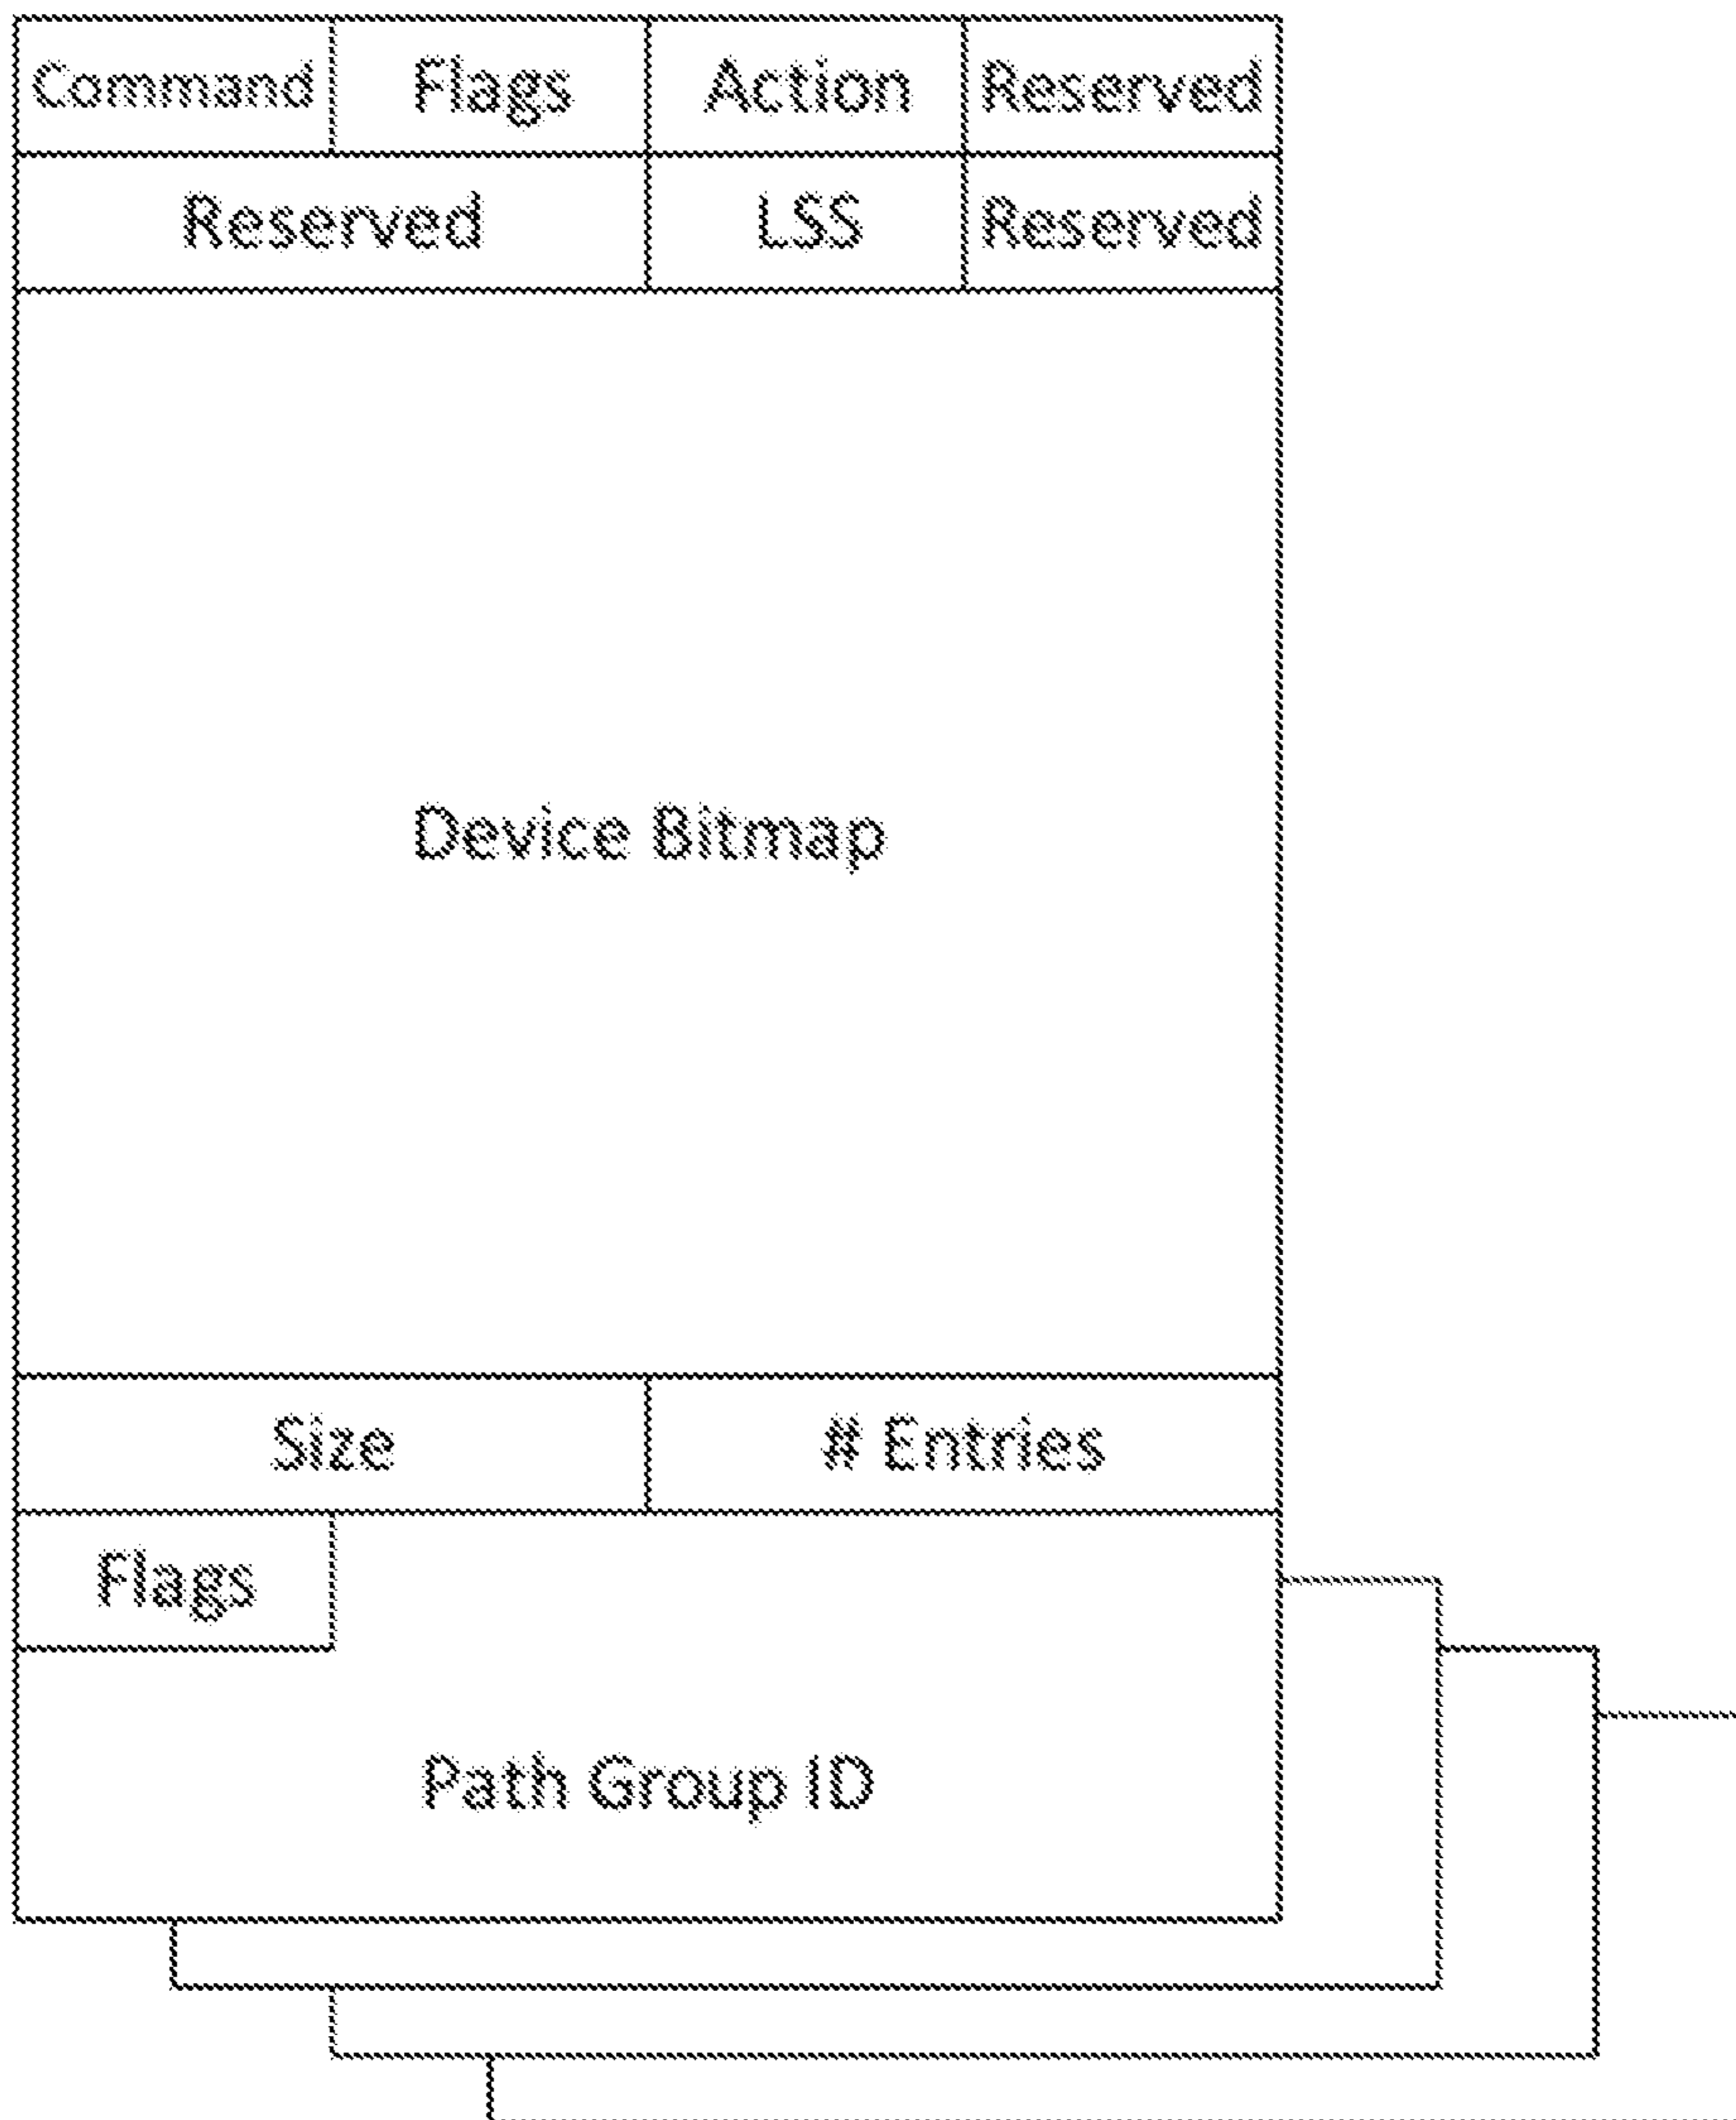 Command Flags Action Reserved
Reserved LSS Reserved
Device Bitmap
Size # Entries
Flags
Path Group ID